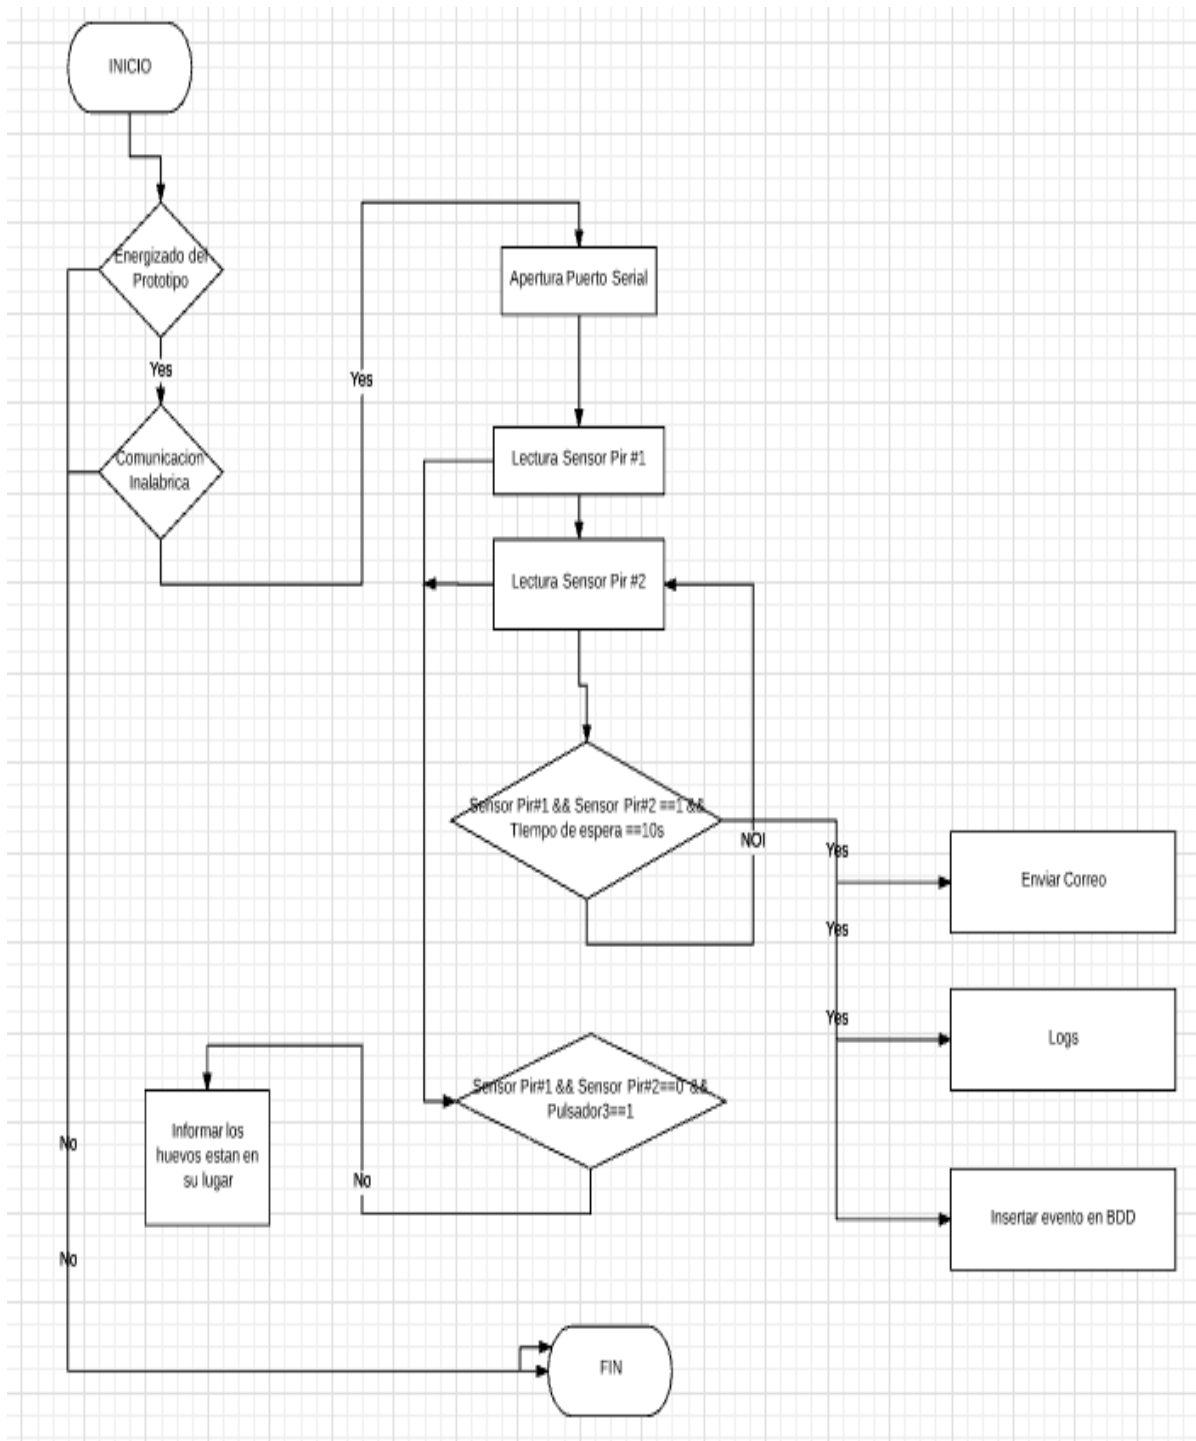 INICIO
Energizado del
Prototipo
Yes
Comunicacion
Inalabrica
Yes
Apertura Puerto Serial
Lectura Sensor Pir #1
Lectura Sensor Pir #2
Sensor Pir#1 && Sensor Pir#2 ==1 &&
TIempo de espera ==10s
NOI
Yes
Enviar Correo
Yes
Yes
Logs
Sensor Pir#1 && Sensor Pir#2==0 &&
Pulsador3==1
Insertar evento en BDD
No
Informar los
huevos estan en
su lugar
No
No
FIN